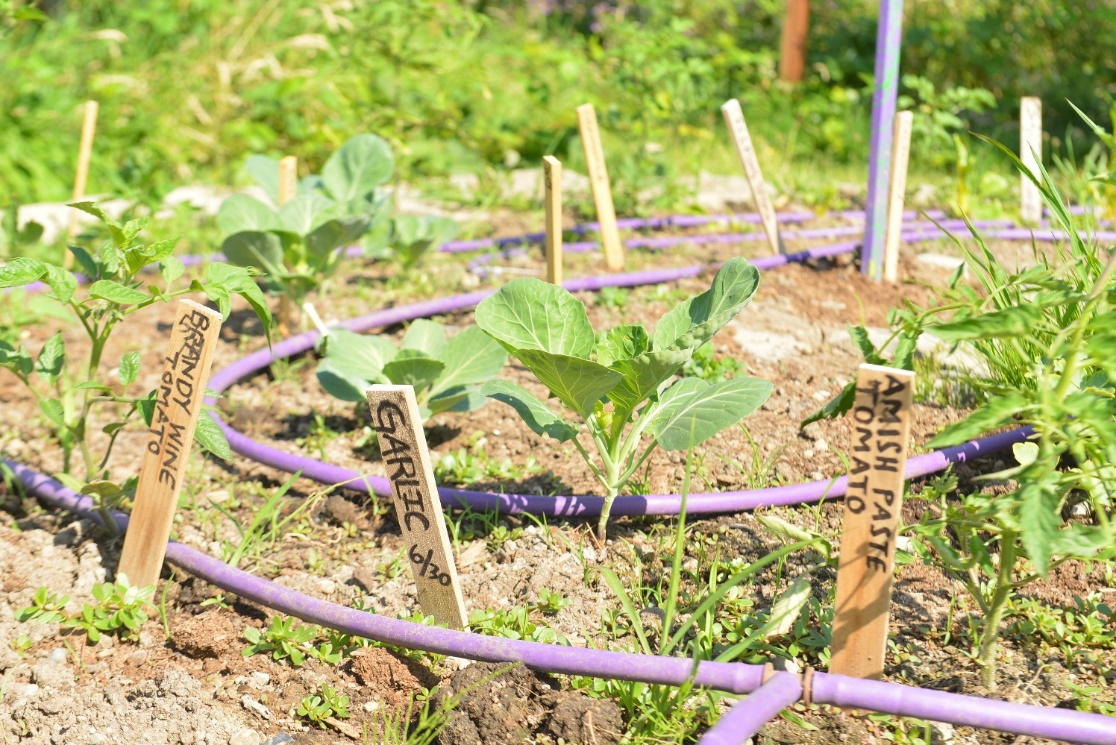 BRANDY WINE
TOMATO
GARLIC 6/30
AMISH PASTE
TOMATO